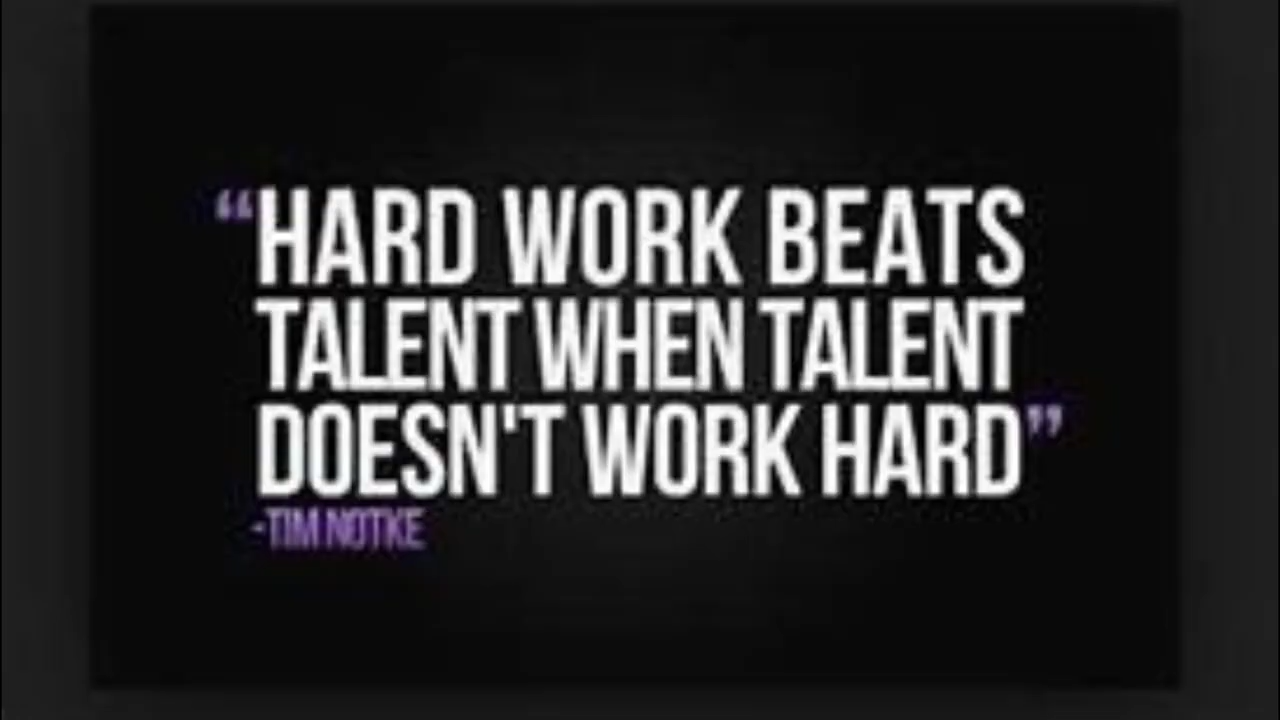 “HARD WORK BEATS
TALENT WHEN TALENT
DOESN'T WORK HARD”
-TIM NOTKE